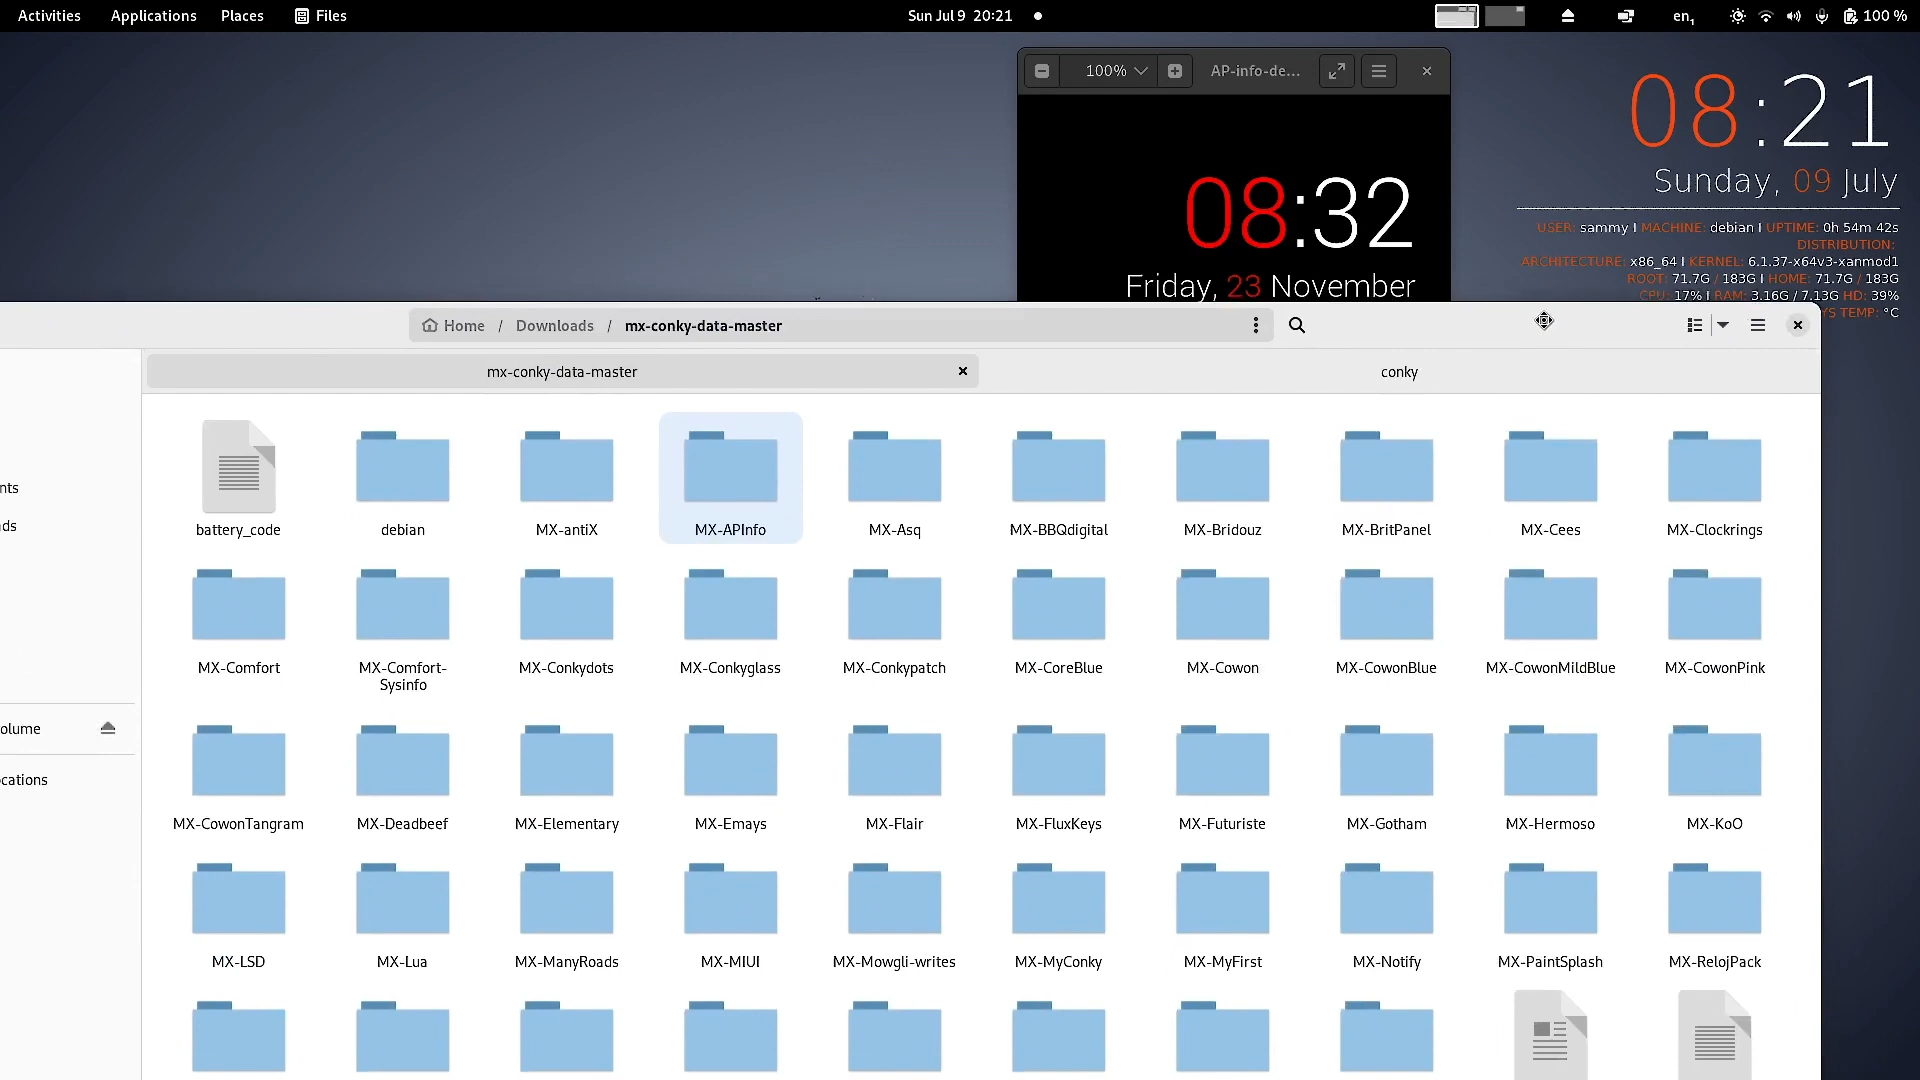 Activities Applications Places Files Sun Jul 9 20:21 en1 100 %
100% AP-info-de...
08:32
Friday, 23 November
08:21
Sunday, 09 July
USER: sammy I MACHINE: debian I UPTIME: 0h 54m 42s
DISTRIBUTION:
ARCHITECTURE: x86_64 I KERNEL: 6.1.37-x64v3-xanmod1
ROOT: 71.7G / 183G I HOME: 71.7G / 183G
CPU: 17% I RAM: 3.16G / 7.13G HD: 39%
YS TEMP: °C
Home / Downloads / mx-conky-data-master
mx-conky-data-master conky
nts
ds
olume
cations
battery_code debian MX-antiX MX-APInfo MX-Asq MX-BBQdigital MX-Bridouz MX-BritPanel MX-Cees MX-Clockrings
MX-Comfort MX-Comfort-Sysinfo MX-Conkydots MX-Conkyglass MX-Conkypatch MX-CoreBlue MX-Cowon MX-CowonBlue MX-CowonMildBlue MX-CowonPink
MX-CowonTangram MX-Deadbeef MX-Elementary MX-Emays MX-Flair MX-FluxKeys MX-Futuriste MX-Gotham MX-Hermoso MX-KoO
MX-LSD MX-Lua MX-ManyRoads MX-MIUI MX-Mowgli-writes MX-MyConky MX-MyFirst MX-Notify MX-PaintSplash MX-RelojPack